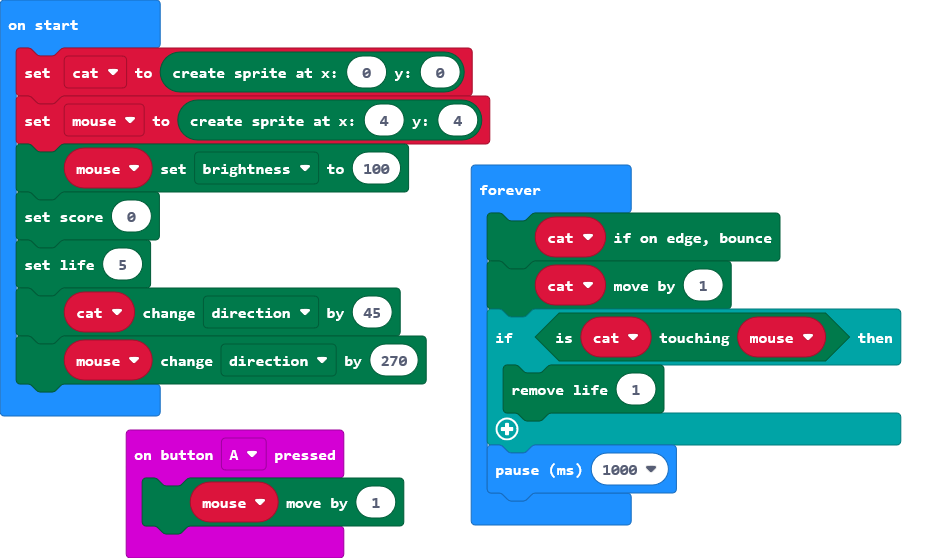 on start
set cat to create sprite at x: 0 y: 0
set mouse to create sprite at x: 4 y: 4
mouse set brightness to 100
set score 0
set life 5
cat change direction by 45
mouse change direction by 270
on button A pressed
mouse move by 1
forever
cat if on edge, bounce
cat move by 1
if is cat touching mouse then
remove life 1
pause (ms) 1000